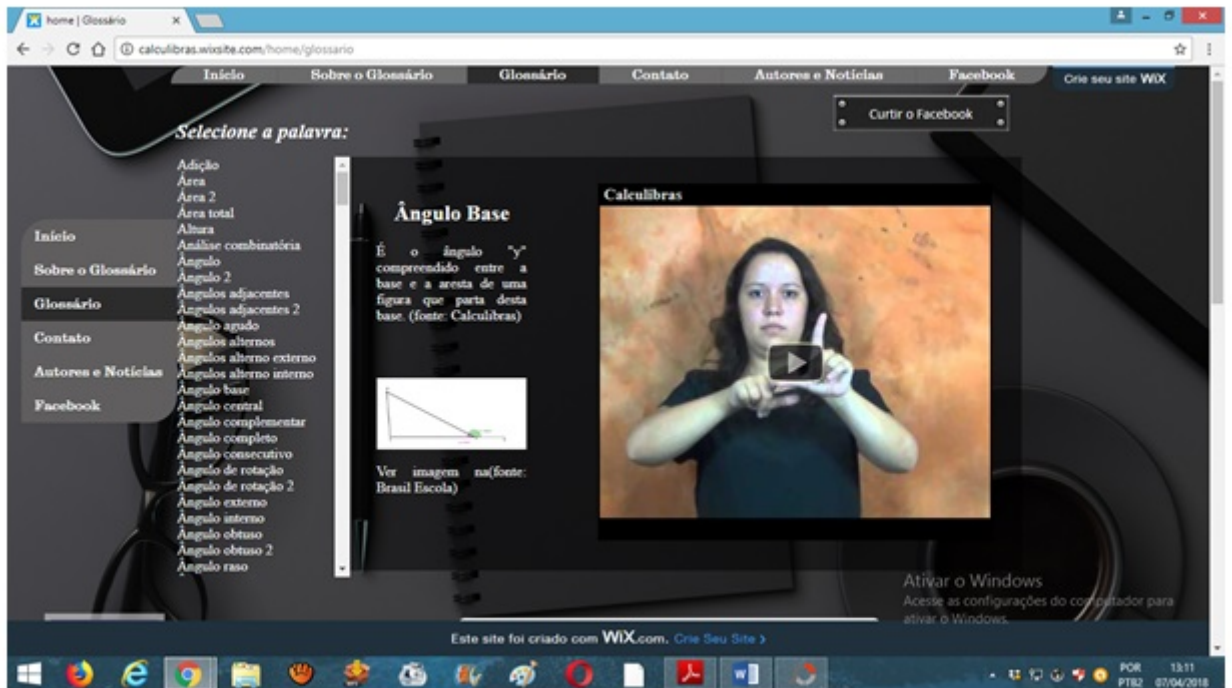 home | Glossário
calculibras.wixsite.com/home/glossario
Início Sobre o Glossário Glossário Contato Autores e Notícias Facebook
Crie seu site WiX
Curtir o Facebook
Selecione a palavra:
Início
Sobre o Glossário
Glossário
Contato
Autores e Notícias
Facebook
Adição
Área
Área 2
Área total
Altura
Análise combinatória
Ângulo
Ângulo 2
Ângulos adjacentes
Ângulos adjacentes 2
Ângulo agudo
Ângulos alternos
Ângulos alterno externo
Ângulos alterno interno
Ângulo base
Ângulo central
Ângulo complementar
Ângulo completo
Ângulo consecutivo
Ângulo de rotação
Ângulo de rotação 2
Ângulo externo
Ângulo interno
Ângulo obtuso
Ângulo obtuso 2
Ângulo raso
Ângulo Base
É o ângulo "y"
compreendido entre a
base e a aresta de uma
figura que parta desta
base. (fonte: Calculibras)
Ver imagem na(fonte:
Brasil Escola)
Calculibras
Ativar o Windows
Acesse as configurações do computador para
ativar o Windows.
Este site foi criado com WiX.com. Crie Seu Site >
POR 13:11
PTB2 07/04/2018